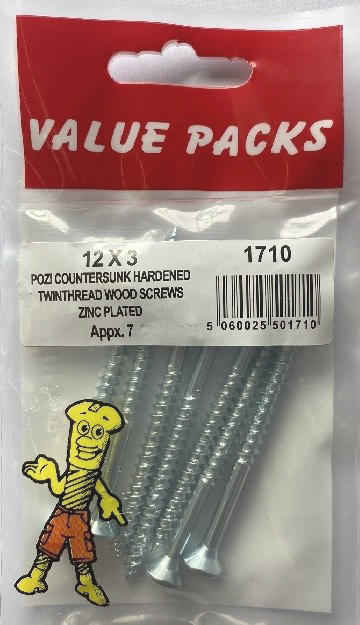 VALUE PACKS
12 X 3
1710
POZI COUNTERSUNK HARDENED
TWINTHREAD WOOD SCREWS
ZINC PLATED
Appx. 7
5 060025 501710